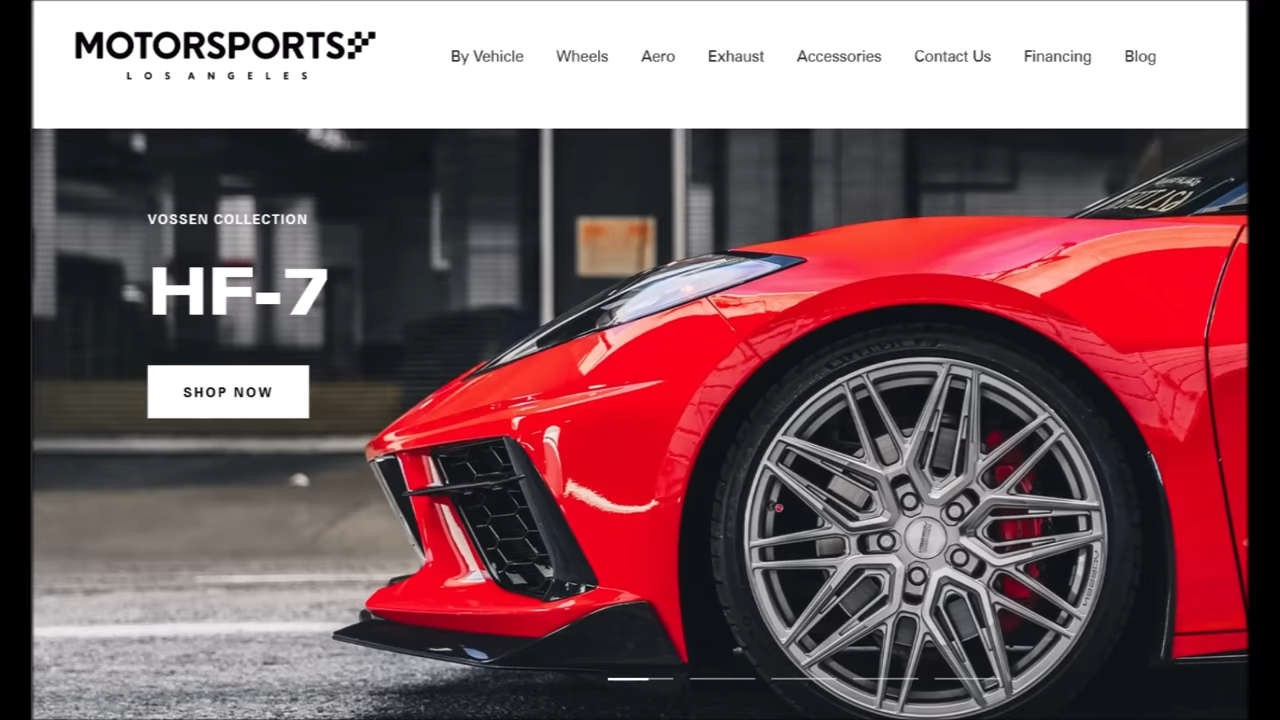 MOTORSPORTS
LOS ANGELES
By Vehicle
Wheels
Aero
Exhaust
Accessories
Contact Us
Financing
Blog
VOSSEN COLLECTION
HF-7
SHOP NOW